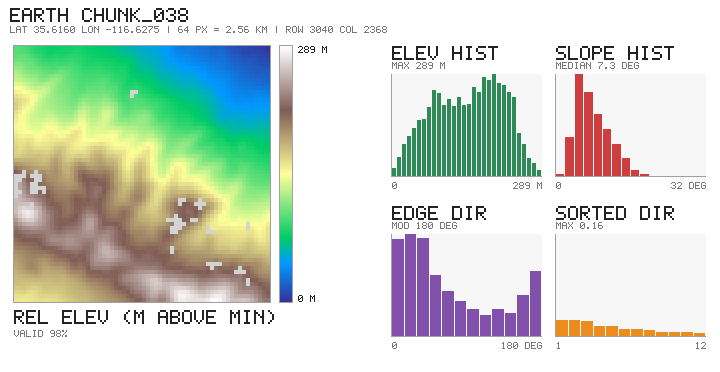 EARTH CHUNK_038
LAT 35.6160 LON -116.6275 | 64 PX = 2.56 KM | ROW 3040 COL 2368
289 M
0 M
REL ELEV (M ABOVE MIN)
VALID 98%
ELEV HIST
MAX 289 M
0 289 M
SLOPE HIST
MEDIAN 7.3 DEG
0 32 DEG
EDGE DIR
MOD 180 DEG
0 180 DEG
SORTED DIR
MAX 0.16
1 12